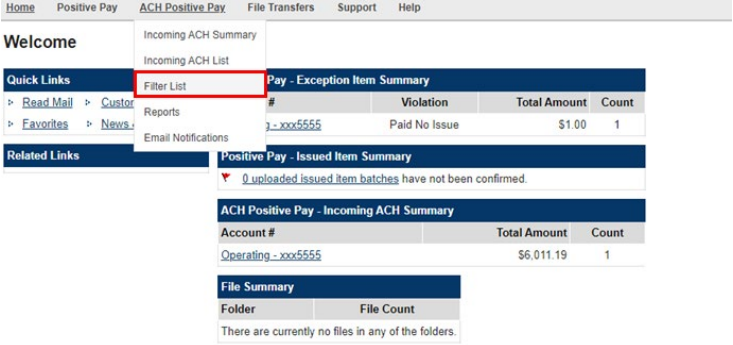 Home Positive Pay ACH Positive Pay File Transfers Support Help
Welcome
Incoming ACH Summary
Incoming ACH List
Filter List
Reports
Email Notifications
Quick Links
Read Mail
Favorites News
Related Links
Pay - Exception Item Summary
# Violation Total Amount Count
- xxx5555 Paid No Issue $1.00 1
Positive Pay - Issued Item Summary
0 uploaded issued item batches have not been confirmed.
ACH Positive Pay - Incoming ACH Summary
Account # Total Amount Count
Operating - xxx5555 $6,011.19 1
File Summary
Folder File Count
There are currently no files in any of the folders.